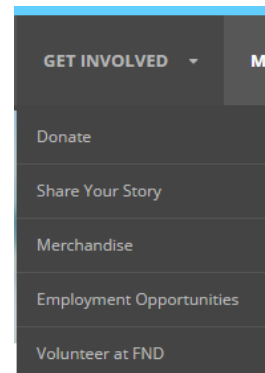 GET INVOLVED M
Donate
Share Your Story
Merchandise
Employment Opportunities
Volunteer at FND